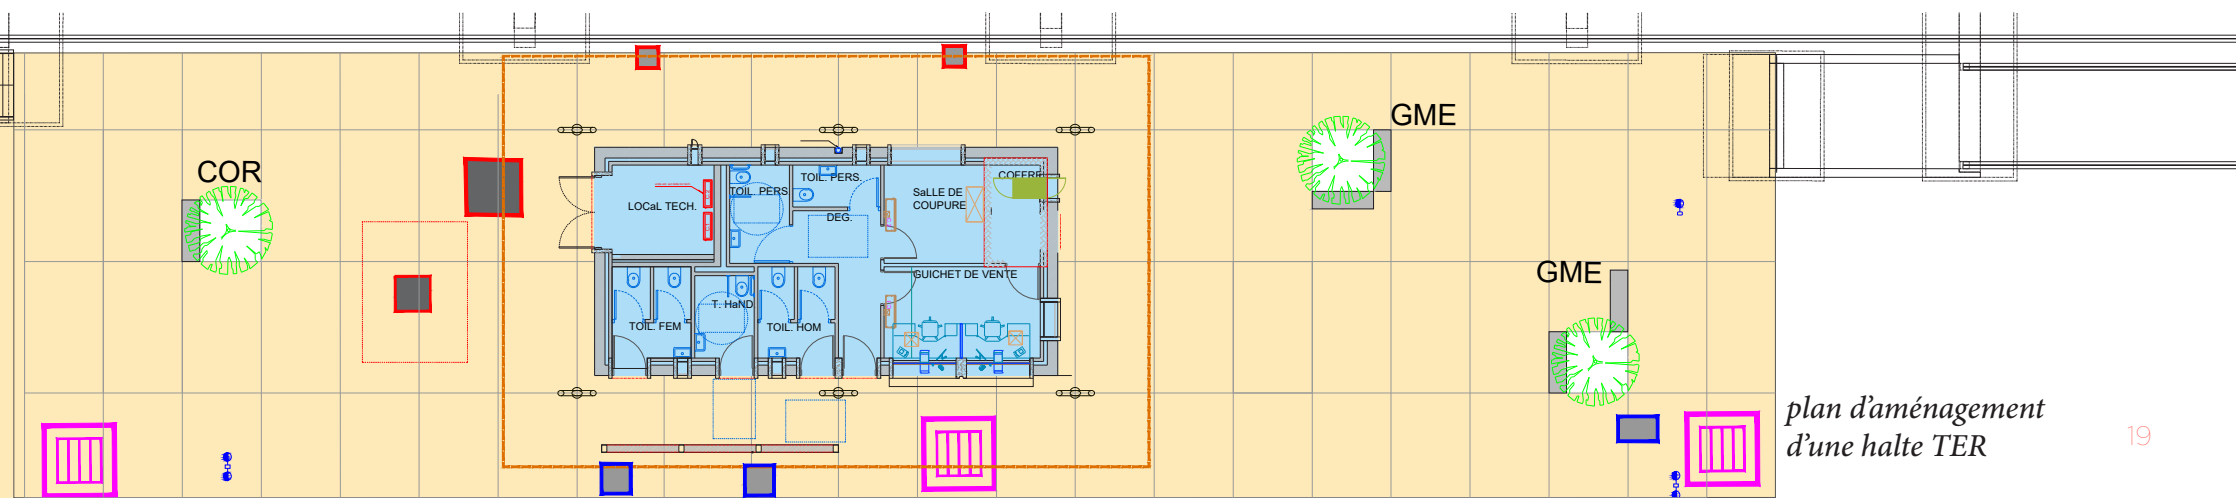 COR
GME
GME
LOCaL TECH.
TOIL. PERS
TOIL. PERS.
DEG.
SaLLE DE
COUPURE
COFFRE
GUICHET DE VENTE
TOIL. FEM
T. HaND
TOIL. HOM
plan d'aménagement
d'une halte TER
19